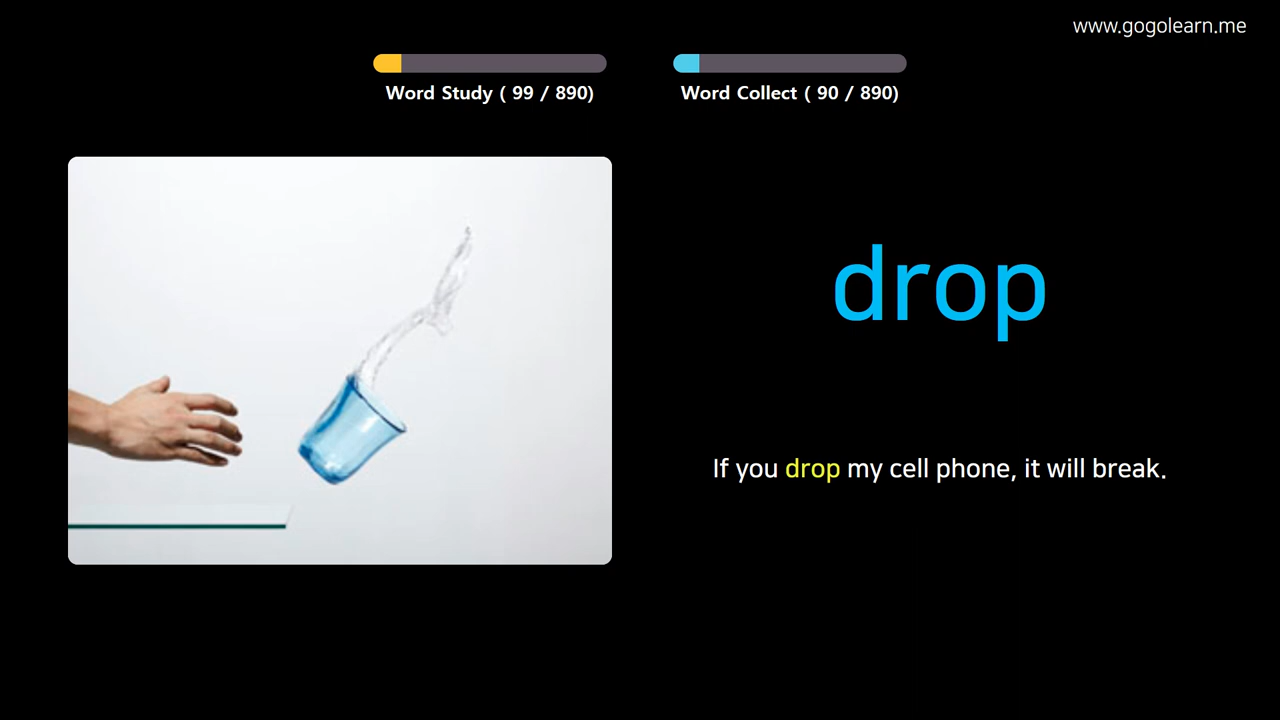 www.gogolearn.me
Word Study ( 99 / 890)
Word Collect ( 90 / 890)
drop
If you drop my cell phone, it will break.